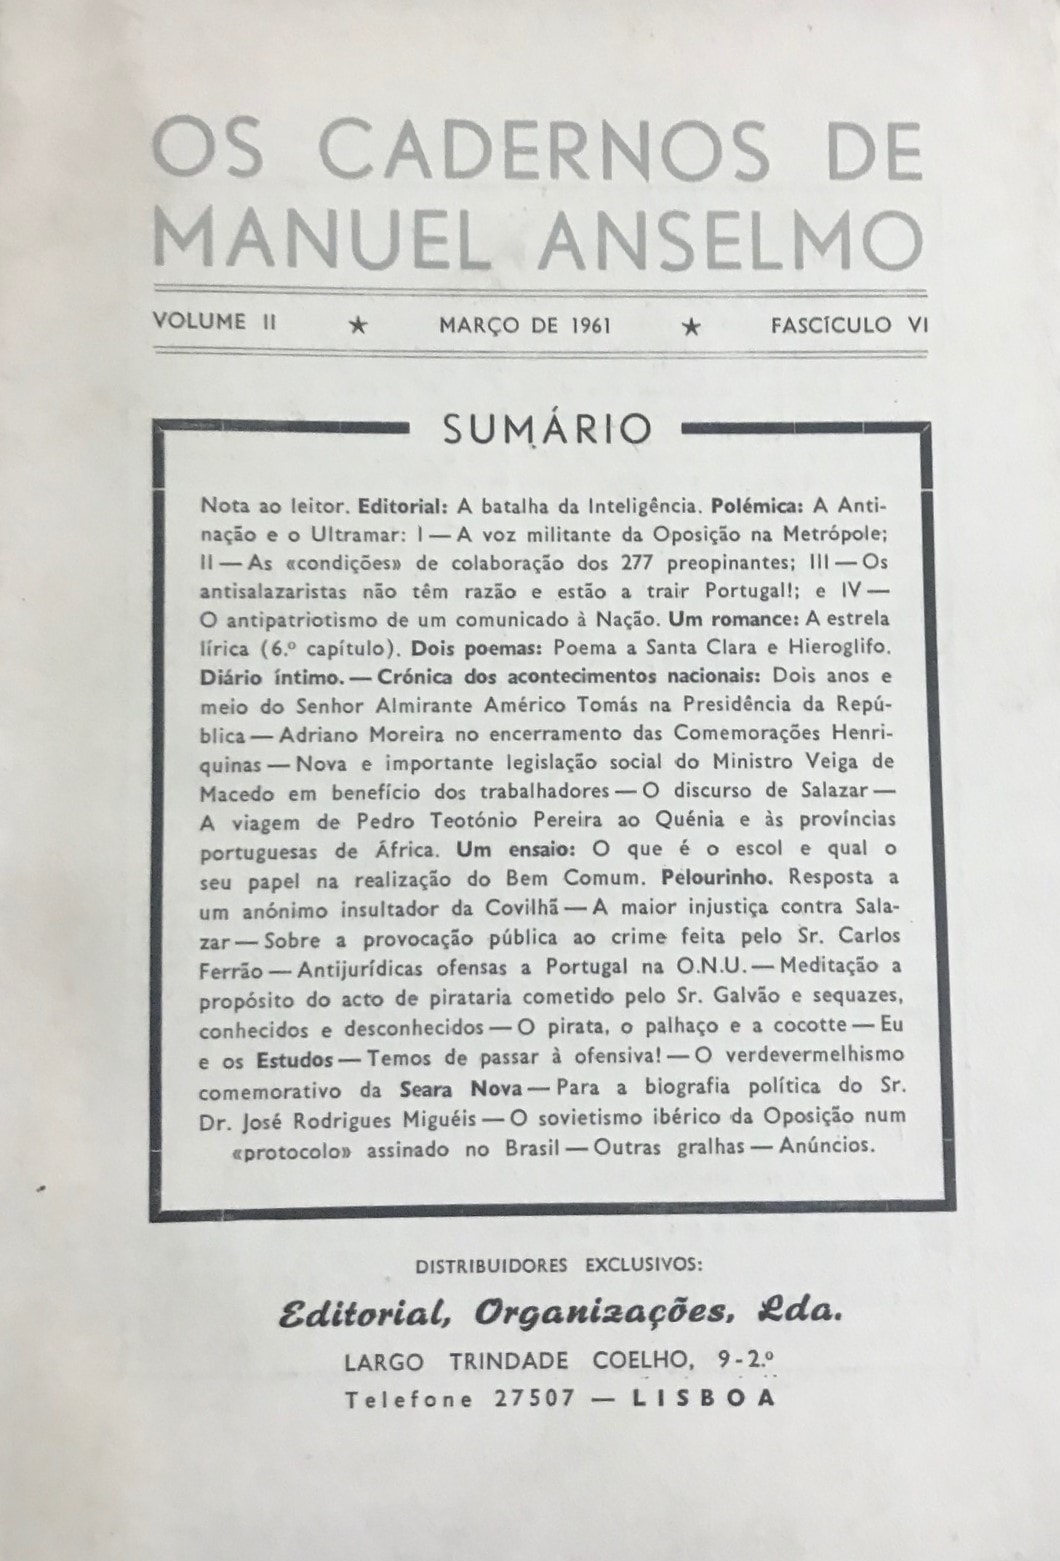 OS CADERNOS DE
MANUEL ANSELMO
VOLUME II ★ MARÇO DE 1961 ★ FASCÍCULO VI
SUMÁRIO
Nota ao leitor. Editorial: A batalha da Inteligência. Polémica: A Anti-
nação e o Ultramar: I — A voz militante da Oposição na Metrópole;
II — As «condições» de colaboração dos 277 preopinantes; III — Os
antisalazaristas não têm razão e estão a trair Portugal!; e IV —
O antipatriotismo de um comunicado à Nação. Um romance: A estrela
lírica (6.º capítulo). Dois poemas: Poema a Santa Clara e Hieroglifo.
Diário íntimo. — Crónica dos acontecimentos nacionais: Dois anos e
meio do Senhor Almirante Américo Tomás na Presidência da Repú-
blica — Adriano Moreira no encerramento das Comemorações Henri-
quinas — Nova e importante legislação social do Ministro Veiga de
Macedo em benefício dos trabalhadores — O discurso de Salazar —
A viagem de Pedro Teotónio Pereira ao Quénia e às províncias
portuguesas de África. Um ensaio: O que é o escol e qual o
seu papel na realização do Bem Comum. Pelourinho. Resposta a
um anónimo insultador da Covilhã — A maior injustiça contra Sala-
zar — Sobre a provocação pública ao crime feita pelo Sr. Carlos
Ferrão — Antijurídicas ofensas a Portugal na O.N.U. — Meditação a
propósito do acto de pirataria cometido pelo Sr. Galvão e sequazes,
conhecidos e desconhecidos — O pirata, o palhaço e a cocotte — Eu
e os Estudos — Temos de passar à ofensiva! — O verdevermelhismo
comemorativo da Seara Nova — Para a biografia política do Sr.
Dr. José Rodrigues Miguéis — O sovietismo ibérico da Oposição num
«protocolo» assinado no Brasil — Outras gralhas — Anúncios.
DISTRIBUIDORES EXCLUSIVOS:
Editorial, Organizações, Lda.
LARGO TRINDADE COELHO, 9-2.º
Telefone 27507 — LISBOA